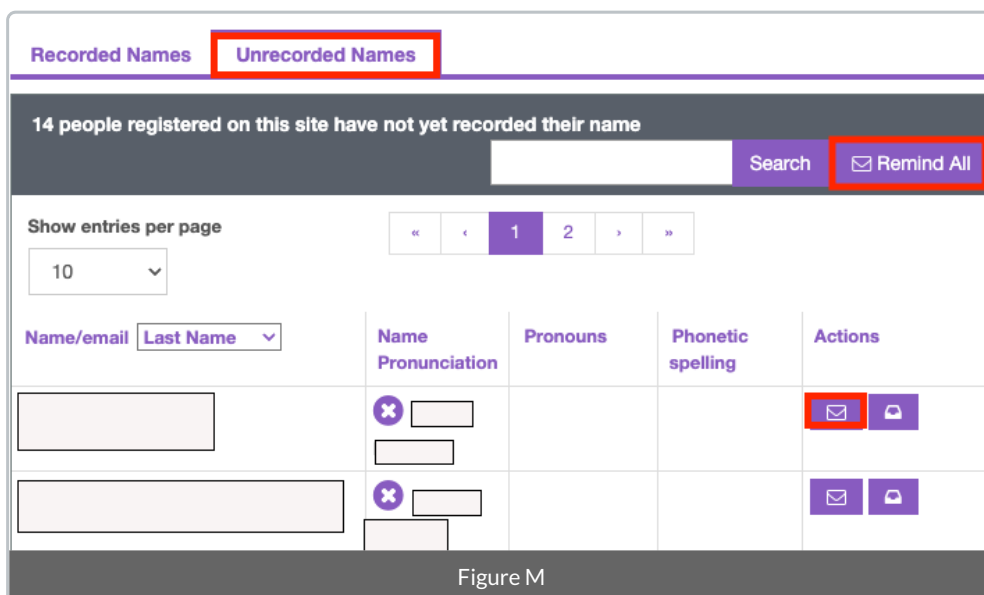 Recorded Names Unrecorded Names
14 people registered on this site have not yet recorded their name
Search Remind All
Show entries per page
« ‹ 1 2 › »
10
Name/email Last Name Name Pronunciation Pronouns Phonetic spelling Actions
Figure M